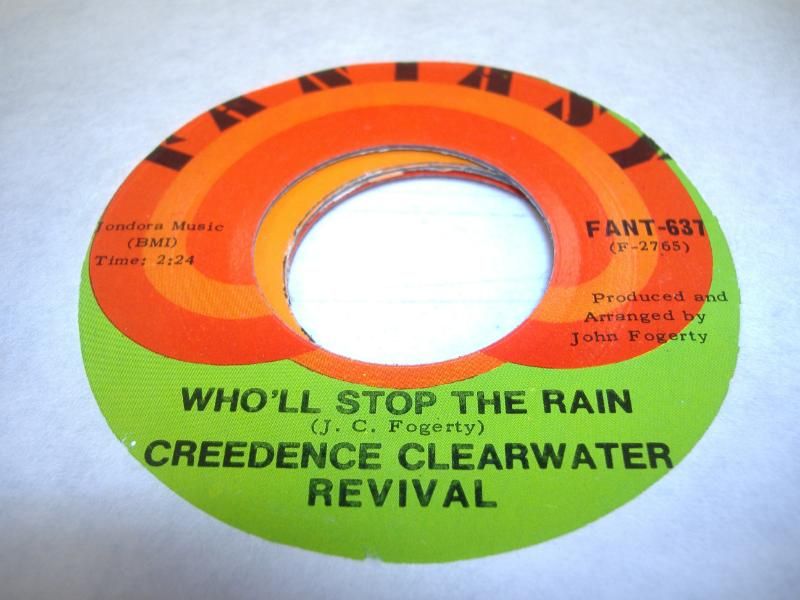 FANTASY
Jondora Music
(BMI)
Time: 2:24
FANT-637
(F-2765)
Produced and
Arranged by
John Fogerty
WHO'LL STOP THE RAIN
(J. C. Fogerty)
CREEDENCE CLEARWATER
REVIVAL